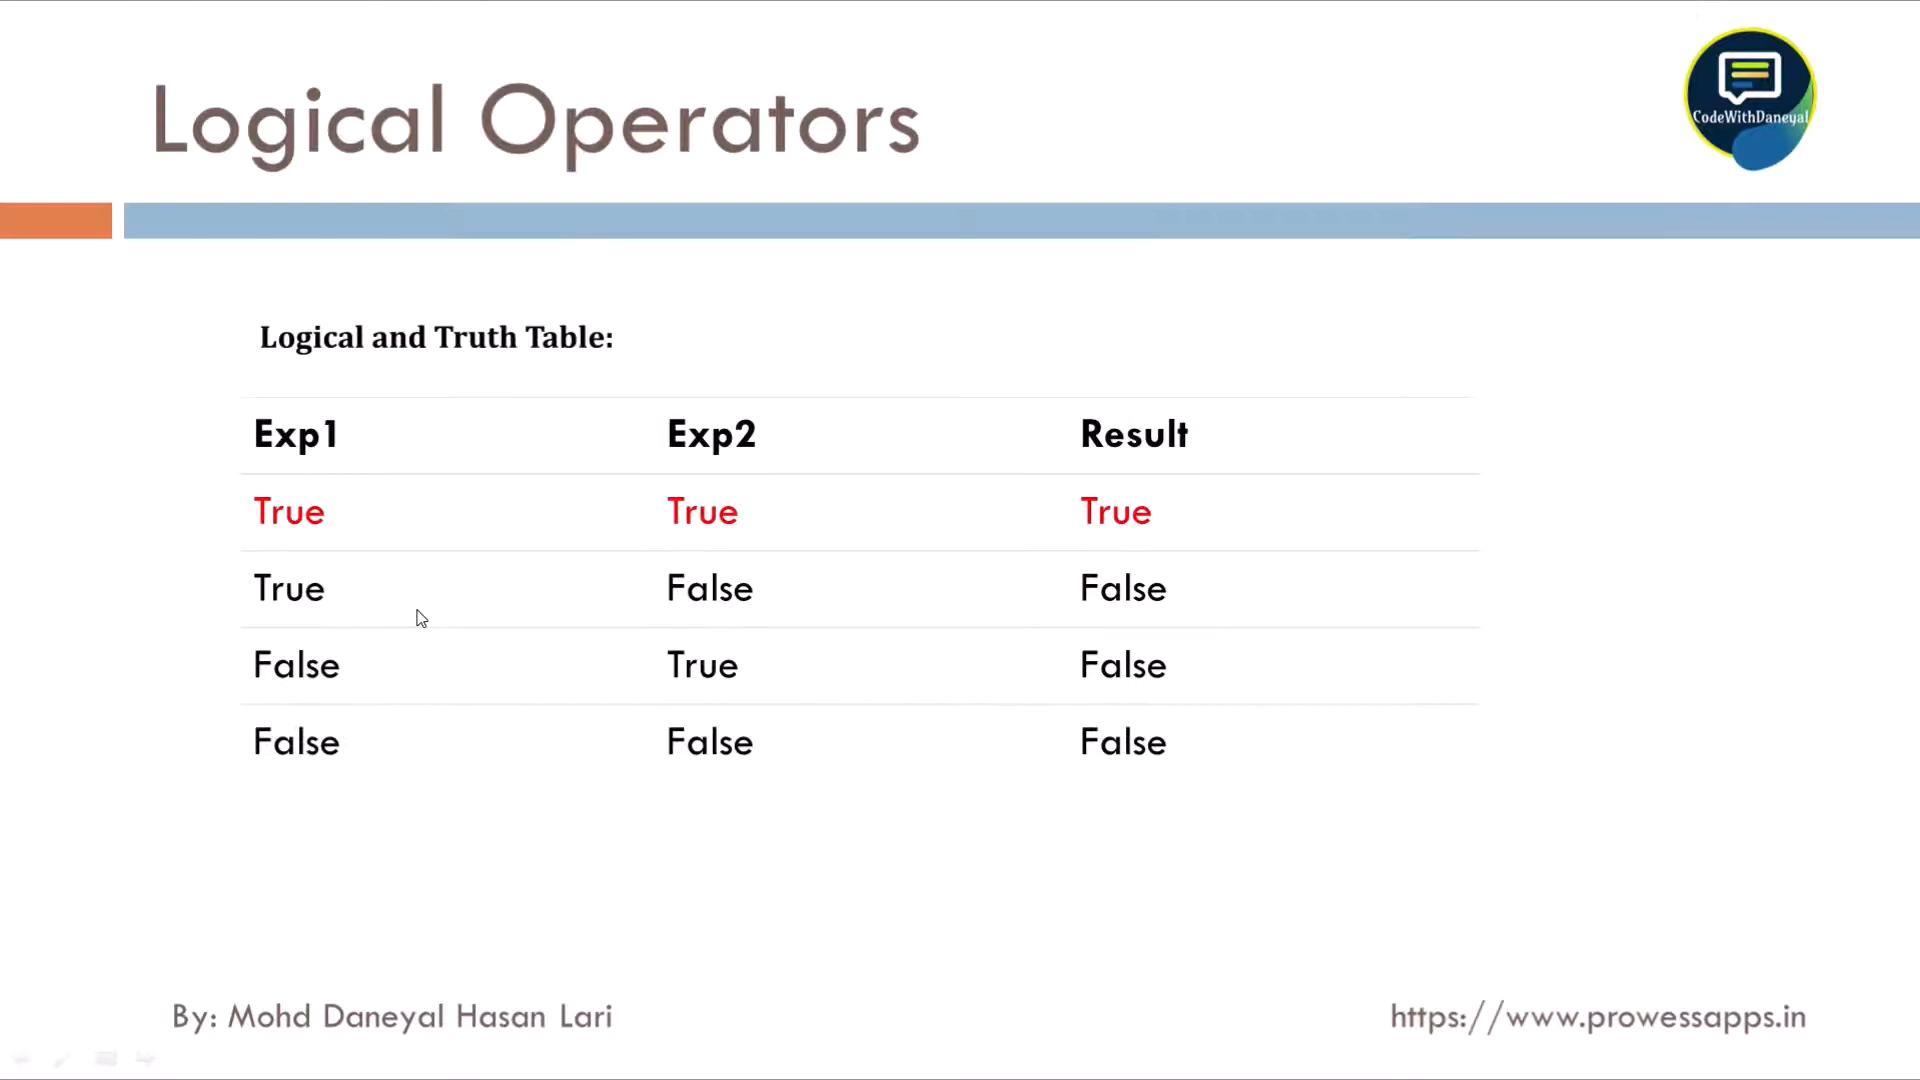 Logical Operators
CodeWithDaneyal
Logical and Truth Table:
Exp1 Exp2 Result
True True True
True False False
False True False
False False False
By: Mohd Daneyal Hasan Lari
https://www.prowessapps.in